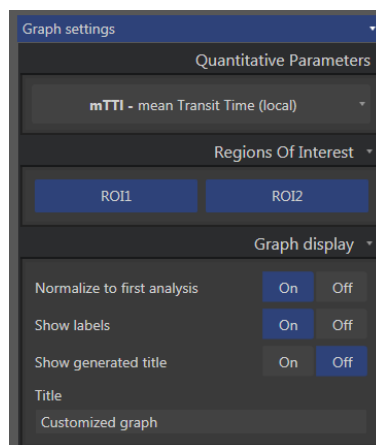 Graph settings
Quantitative Parameters
mTTI - mean Transit Time (local)
Regions Of Interest
ROI1 ROI2
Graph display
Normalize to first analysis On Off
Show labels On Off
Show generated title On Off
Title
Customized graph